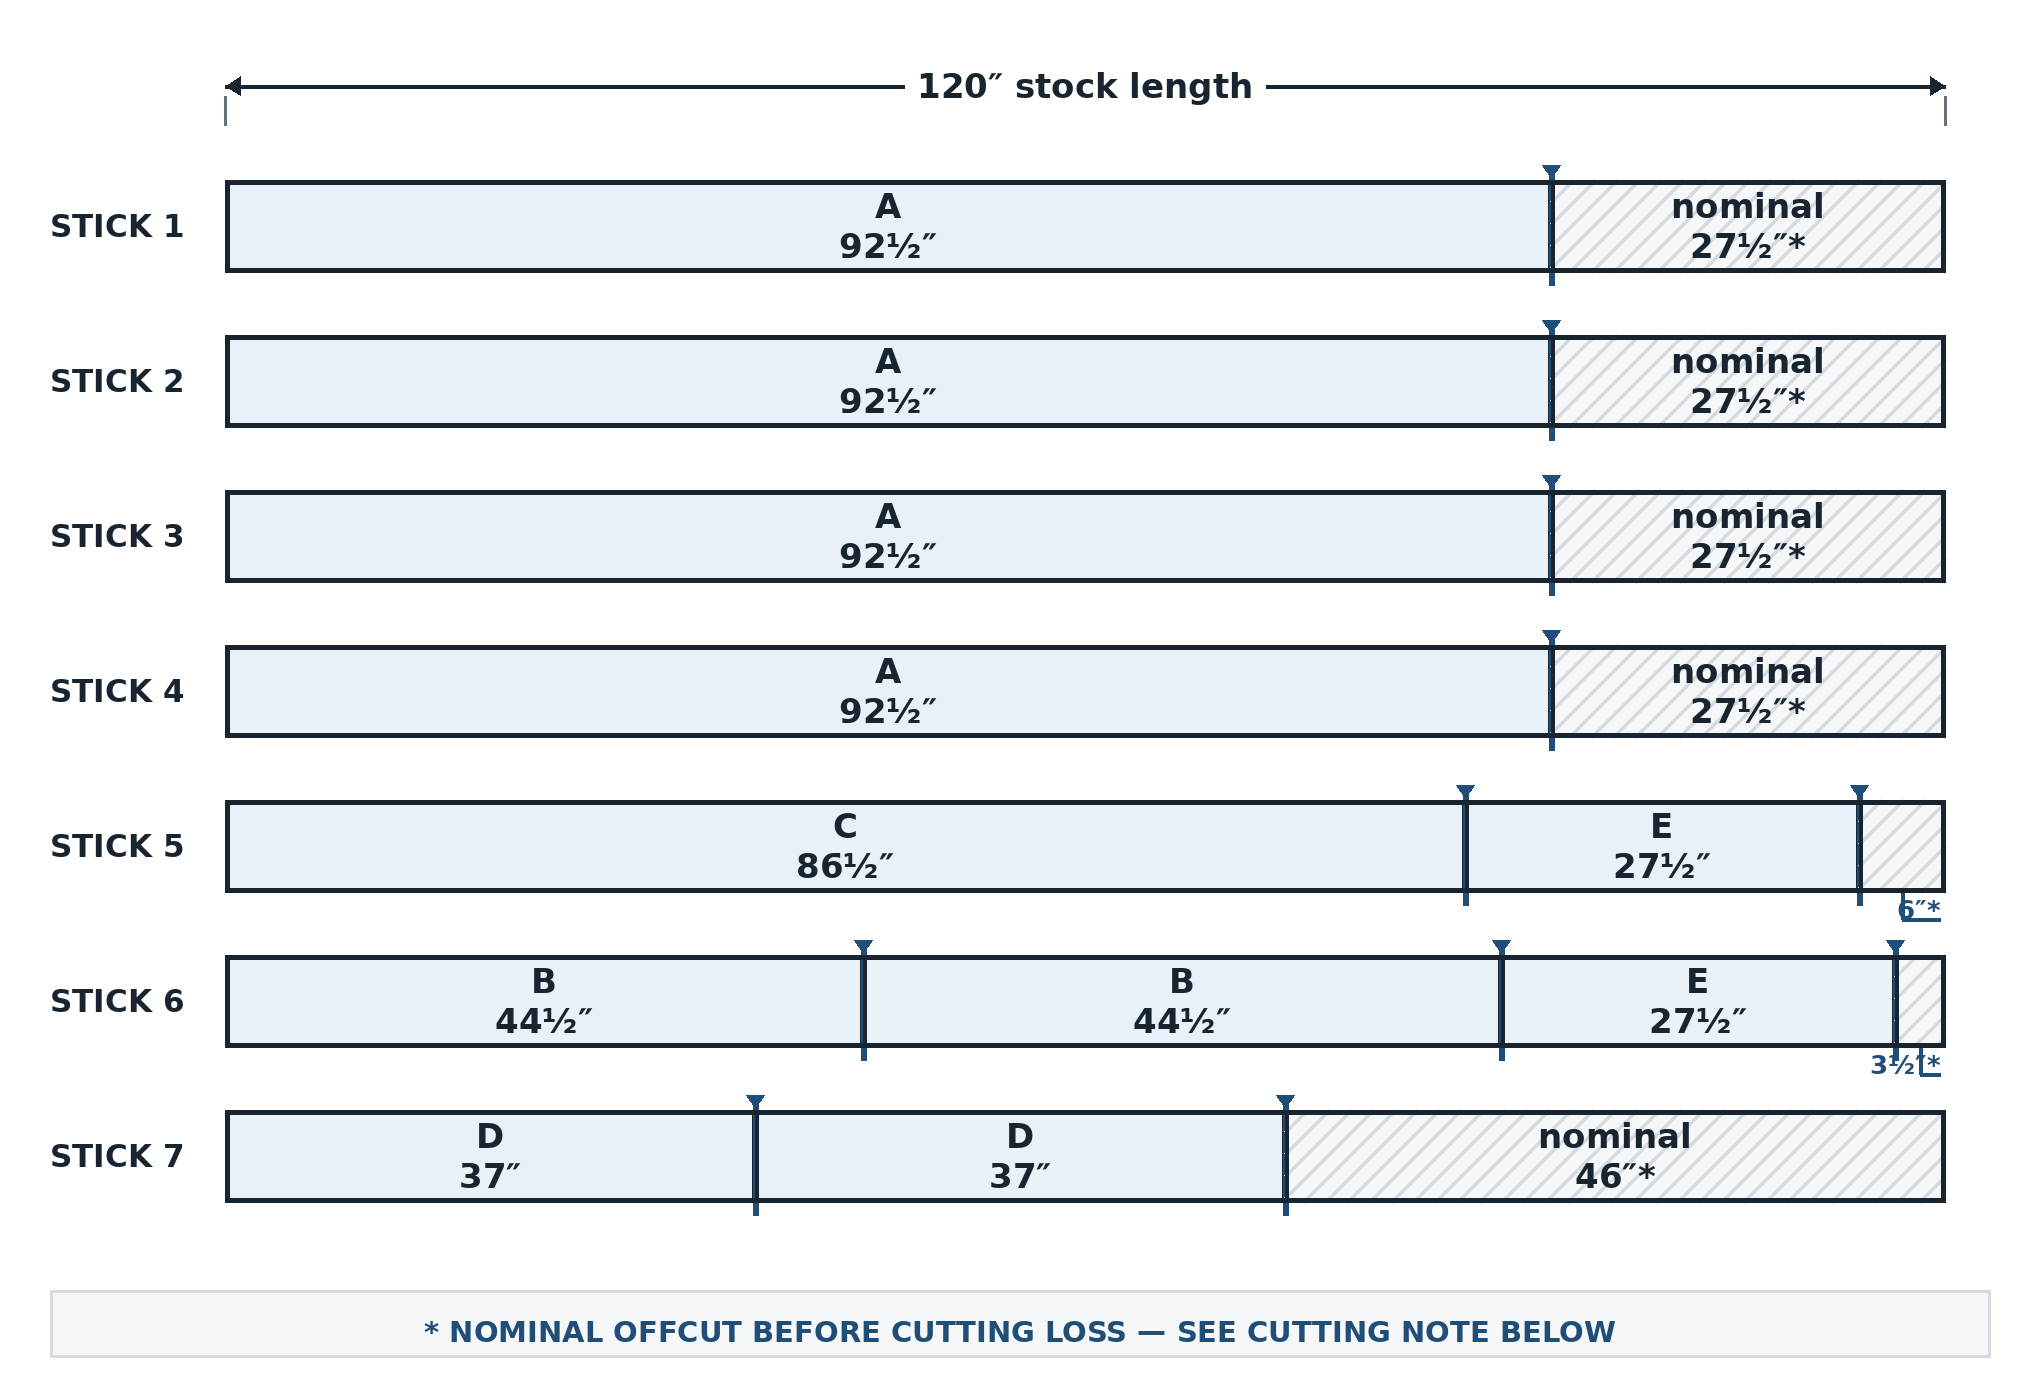 120″ stock length
STICK 1
A
92½″
nominal
27½″*
STICK 2
A
92½″
nominal
27½″*
STICK 3
A
92½″
nominal
27½″*
STICK 4
A
92½″
nominal
27½″*
STICK 5
C
86½″
E
27½″
6″*
STICK 6
B
44½″
B
44½″
E
27½″
3½″*
STICK 7
D
37″
D
37″
nominal
46″*
* NOMINAL OFFCUT BEFORE CUTTING LOSS — SEE CUTTING NOTE BELOW